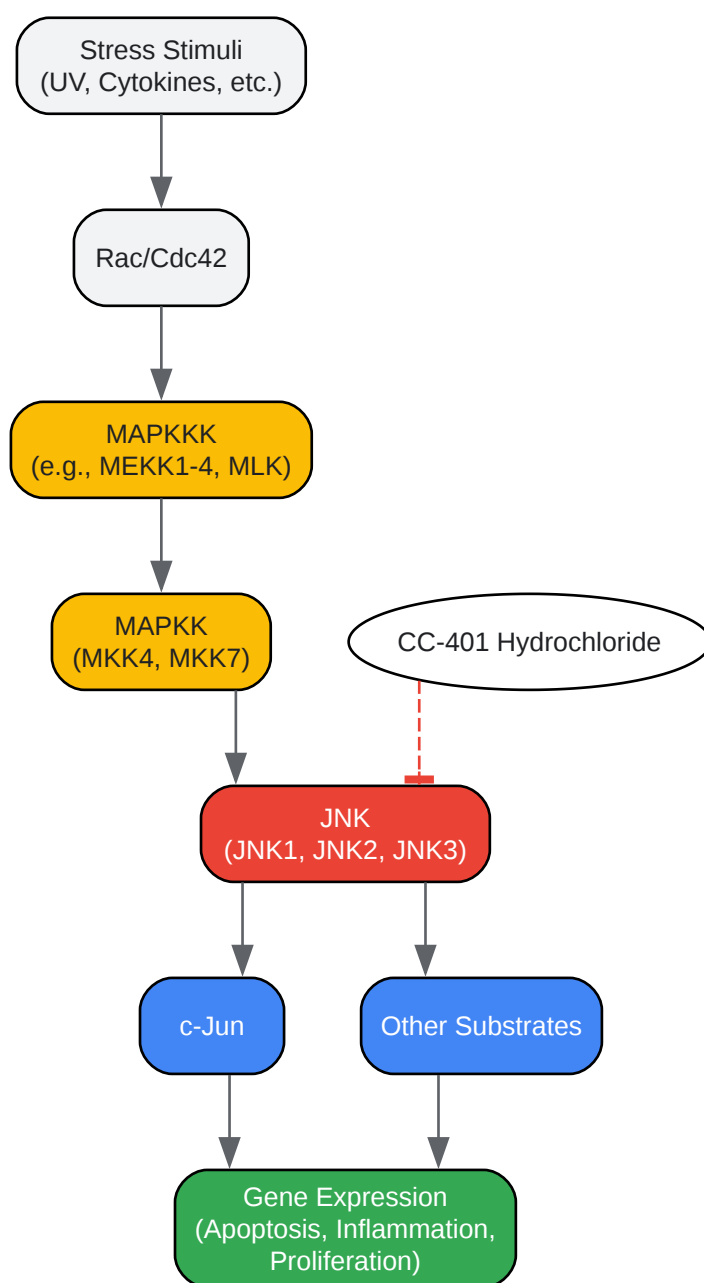 Stress Stimuli
(UV, Cytokines, etc.)
Rac/Cdc42
MAPKKK
(e.g., MEKK1-4, MLK)
MAPKK
(MKK4, MKK7)
CC-401 Hydrochloride
JNK
(JNK1, JNK2, JNK3)
c-Jun
Other Substrates
Gene Expression
(Apoptosis, Inflammation,
Proliferation)